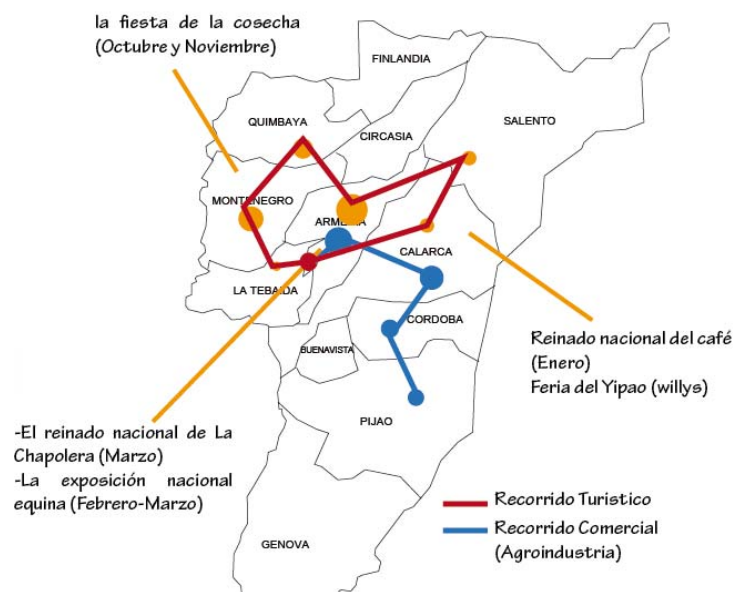 la fiesta de la cosecha
(Octubre y Noviembre)
FINLANDIA
SALENTO
QUIMBAYA
CIRCASIA
MONTENEGRO
ARMENIA
CALARCA
LA TEBAIDA
CORDOBA
BUENAVISTA
PIJAO
GENOVA
Reinado nacional del café
(Enero)
Feria del Yipao (willys)
-El reinado nacional de La
Chapolera (Marzo)
-La exposición nacional
equina (Febrero-Marzo)
Recorrido Turistico
Recorrido Comercial
(Agroindustria)